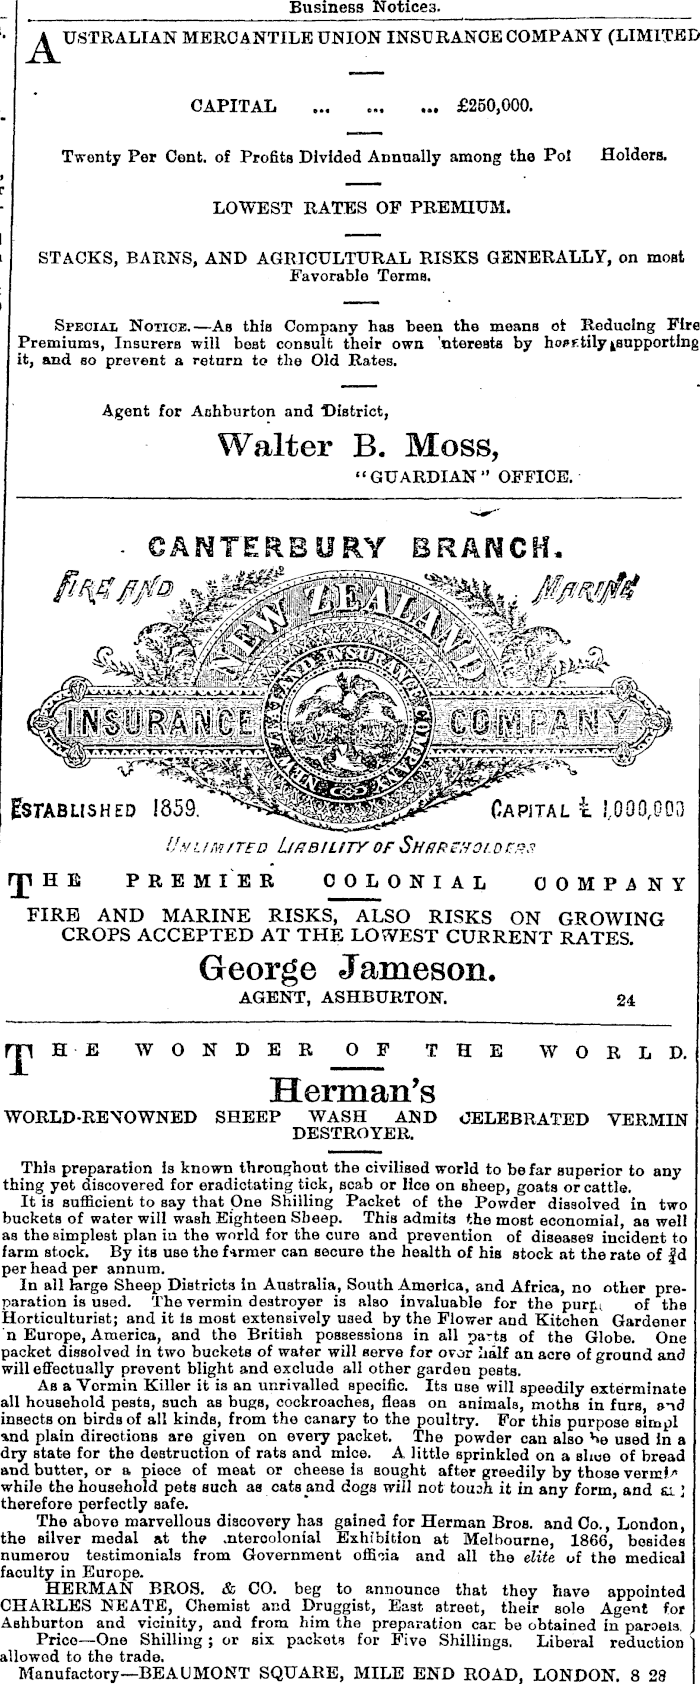 Business Notices.
AUSTRALIAN MERCANTILE UNION INSURANCE COMPANY (LIMITED
CAPITAL ... ... ... £250,000.
Twenty Per Cent. of Profits Divided Annually among the Pol Holders.
LOWEST RATES OF PREMIUM.
STACKS, BARNS, AND AGRICULTURAL RISKS GENERALLY, on most
Favorable Terms.
SPECIAL NOTICE.—As this Company has been the means of Reducing Fire
Premiums, Insurers will best consult their own nterests by supporting
it, and so prevent a return to the Old Rates.
Agent for Ashburton and District,
Walter B. Moss,
"GUARDIAN" OFFICE.
CANTERBURY BRANCH.
FIRE AND MARINE
NEW ZEALAND
NEW ZEALAND INSURANCE COMPANY
INSURANCE COMPANY
ESTABLISHED 1859. CAPITAL £ 1,000,000
UNLIMITED LIABILITY OF SHAREHOLDERS
THE PREMIER COLONIAL COMPANY
FIRE AND MARINE RISKS, ALSO RISKS ON GROWING
CROPS ACCEPTED AT THE LOWEST CURRENT RATES.
George Jameson.
AGENT, ASHBURTON. 24
THE WONDER OF THE WORLD.
Herman's
WORLD-RENOWNED SHEEP WASH AND CELEBRATED VERMIN
DESTROYER.
This preparation is known throughout the civilised world to be far superior to any
thing yet discovered for eradictating tick, scab or lice on sheep, goats or cattle.
It is sufficient to say that One Shilling Packet of the Powder dissolved in two
buckets of water will wash Eighteen Sheep. This admits the most economial, as well
as the simplest plan in the world for the cure and prevention of diseases incident to
farm stock. By its use the farmer can secure the health of his stock at the rate of ¾d
per head per annum.
In all large Sheep Districts in Australia, South America, and Africa, no other pre-
paration is used. The vermin destroyer is also invaluable for the purp of the
Horticulturist; and it is most extensively used by the Flower and Kitchen Gardener
n Europe, America, and the British possessions in all parts of the Globe. One
packet dissolved in two buckets of water will serve for over half an acre of ground and
will effectually prevent blight and exclude all other garden pests.
As a Vermin Killer it is an unrivalled specific. Its use will speedily exterminate
all household pests, such as bugs, cockroaches, fleas on animals, moths in furs, and
insects on birds of all kinds, from the canary to the poultry. For this purpose simpl
and plain directions are given on every packet. The powder can also be used in a
dry state for the destruction of rats and mice. A little sprinkled on a slice of bread
and butter, or a piece of meat or cheese is sought after greedily by those vermin
while the household pets such as cats and dogs will not touch it in any form, and
therefore perfectly safe.
The above marvellous discovery has gained for Herman Bros. and Co., London,
the silver medal at the ntercolonial Exhibition at Melbourne, 1866, besides
numerou testimonials from Government officia and all the elite of the medical
faculty in Europe.
HERMAN BROS. & CO. beg to announce that they have appointed
CHARLES NEATE, Chemist and Druggist, East street, their sole Agent for
Ashburton and vicinity, and from him the preparation can be obtained in parcels.
Price—One Shilling; or six packets for Five Shillings. Liberal reduction
allowed to the trade.
Manufactory—BEAUMONT SQUARE, MILE END ROAD, LONDON. 8 28